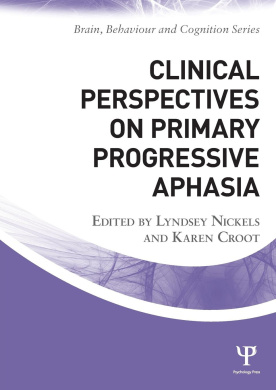 Brain, Behaviour and Cognition Series
CLINICAL
PERSPECTIVES
ON PRIMARY
PROGRESSIVE
APHASIA
EDITED BY LYNDSEY NICKELS
AND KAREN CROOT
Psychology Press